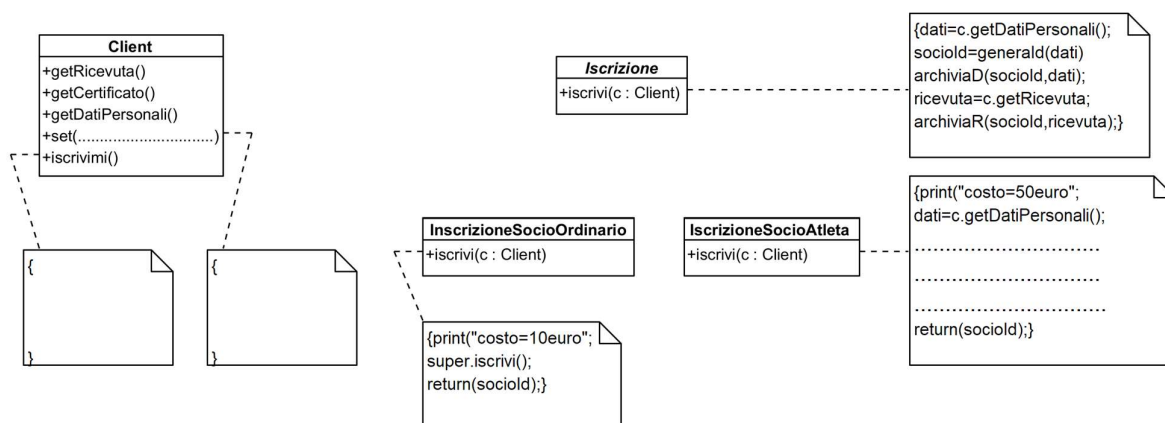 Client
+getRicevuta()
+getCertificato()
+getDatiPersonali()
+set(...............................)
+iscrivimi()
{
}
{
}
Iscrizione
+iscrivi(c : Client)
{dati=c.getDatiPersonali();
socioId=generaId(dati)
archiviaD(socioId,dati);
ricevuta=c.getRicevuta;
archiviaR(socioId,ricevuta);}
InscrizioneSocioOrdinario
+iscrivi(c : Client)
{print("costo=10euro";
super.iscrivi();
return(socioId);}
IscrizioneSocioAtleta
+iscrivi(c : Client)
{print("costo=50euro";
dati=c.getDatiPersonali();
..............................
..............................
................................
return(socioId);}